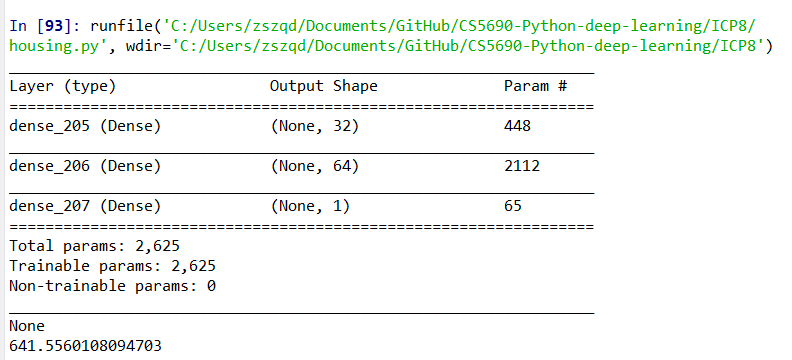 In [93]: runfile('C:/Users/zszqd/Documents/GitHub/CS5690-Python-deep-learning/ICP8/
housing.py', wdir='C:/Users/zszqd/Documents/GitHub/CS5690-Python-deep-learning/ICP8')
_________________________________________________________________
Layer (type)                 Output Shape              Param #
=================================================================
dense_205 (Dense)            (None, 32)                448
_________________________________________________________________
dense_206 (Dense)            (None, 64)                2112
_________________________________________________________________
dense_207 (Dense)            (None, 1)                 65
=================================================================
Total params: 2,625
Trainable params: 2,625
Non-trainable params: 0
_________________________________________________________________
None
641.5560108094703